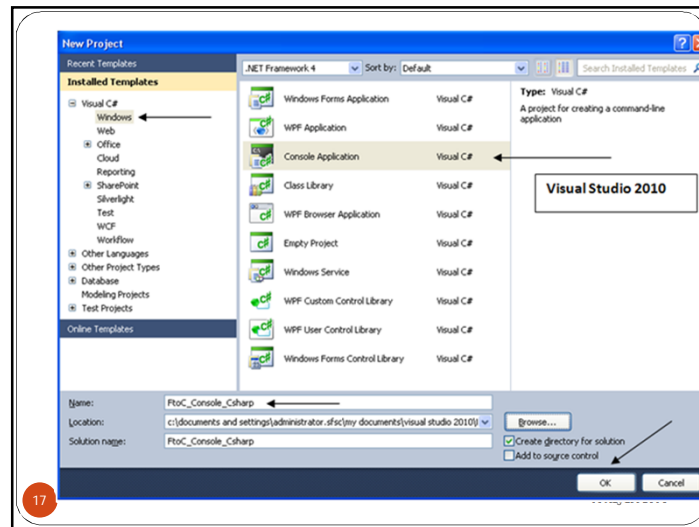 New Project
Recent Templates
Installed Templates
Visual C#
Windows
Web
Office
Cloud
Reporting
SharePoint
Silverlight
Test
WCF
Workflow
Other Languages
Other Project Types
Database
Modeling Projects
Test Projects
Online Templates
.NET Framework 4 Sort by: Default Search Installed Templates
Windows Forms Application Visual C#
WPF Application Visual C#
Console Application Visual C#
Class Library Visual C#
WPF Browser Application Visual C#
Empty Project Visual C#
Windows Service Visual C#
WPF Custom Control Library Visual C#
WPF User Control Library Visual C#
Windows Forms Control Library Visual C#
Type: Visual C#
A project for creating a command-line
application
Visual Studio 2010
Name: FtoC_Console_Csharp
Location: c:\documents and settings\administrator.sfsc\my documents\visual studio 2010\ Browse...
Solution name: FtoC_Console_Csharp
Create directory for solution
Add to source control
OK Cancel
17